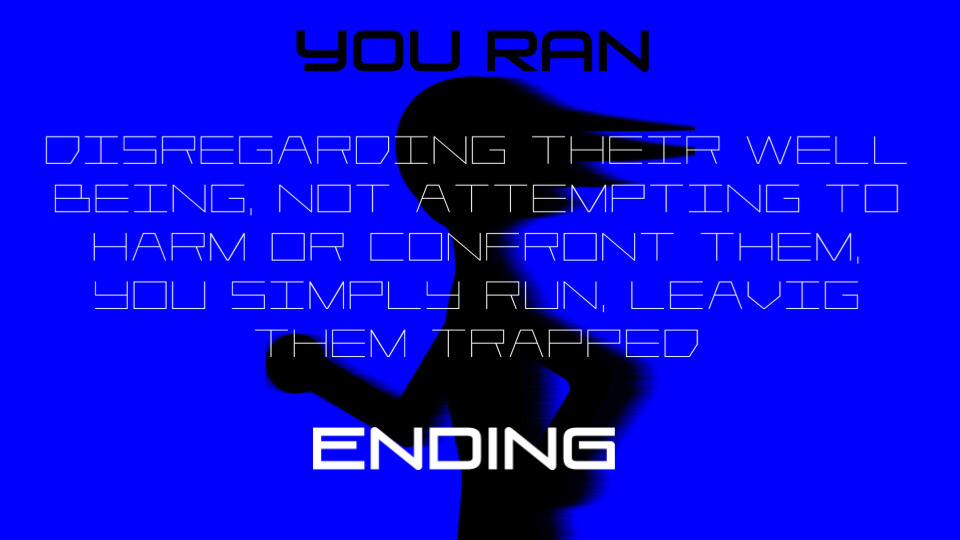 YOU RAN
DISREGARDING THEIR WELL
BEING, NOT ATTEMPTING TO
HARM OR CONFRONT THEM,
YOU SIMPLY RUN, LEAVIG
THEM TRAPPED
ENDING